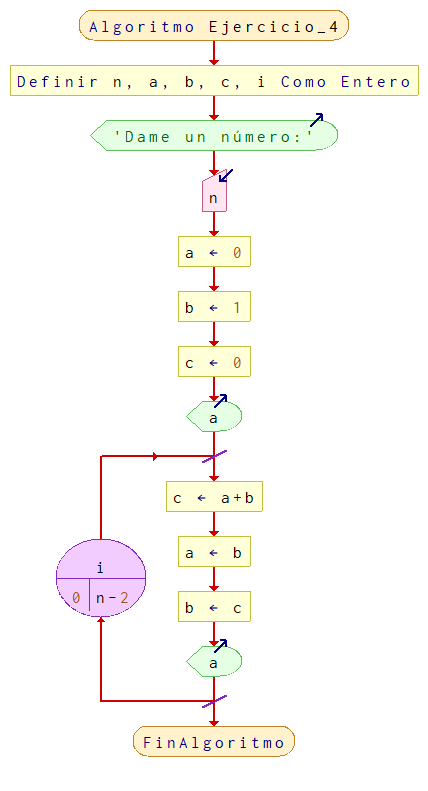 Algoritmo Ejercicio_4
Definir n, a, b, c, i Como Entero
'Dame un número:'
n
a ← 0
b ← 1
c ← 0
a
c ← a+b
a ← b
i
0 n-2
b ← c
a
FinAlgoritmo